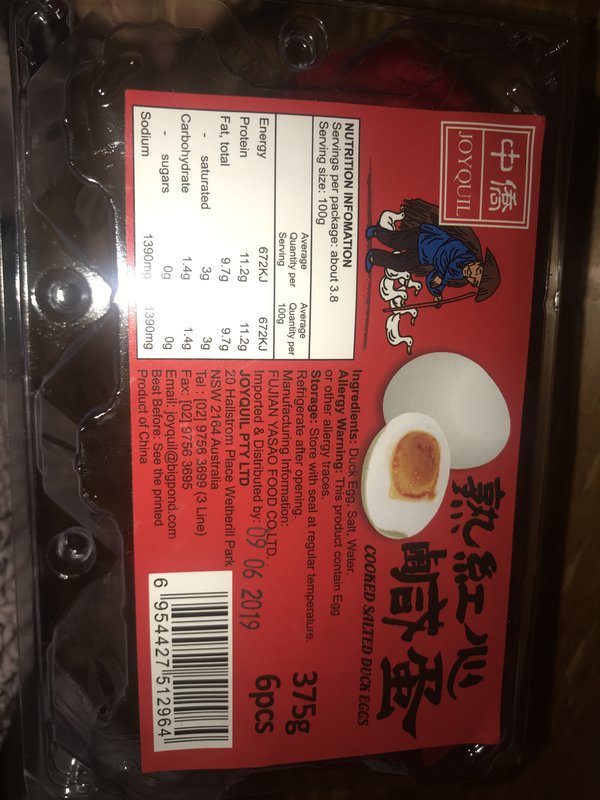 中僑
JOYQUIL
熟紅心
鹹蛋
COOKED SALTED DUCK EGGS
NUTRITION INFOMATION
Servings per package: about 3.8
Serving size: 100g
Average Quantity per Serving Average Quantity per 100g
Energy 672KJ 672KJ
Protein 11.2g 11.2g
Fat, total 9.7g 9.7g
- saturated 3g 3g
Carbohydrate 1.4g 1.4g
- sugars 0g 0g
Sodium 1390mg 1390mg
Ingredients: Duck Egg, Salt, Water.
Allergy Warning: This product contain Egg
or other allergy traces.
Storage: Store with seal at regular temperature.
Refrigerate after opening.
Manufacturing Information:
FUJIAN YASAO FOOD CO.LTD.
Imported & Distributed by:
JOYQUIL PTY LTD
20 Hallstrom Place Wetherill Park
NSW 2164 Australia
Tel : [02] 9756 3699 (3 Line)
Fax: [02] 9756 3695
Email: joyquil@bigpond.com
Best Before: See the printed
Product of China
09 06 2019
375g
6pcs
6 954427 512964